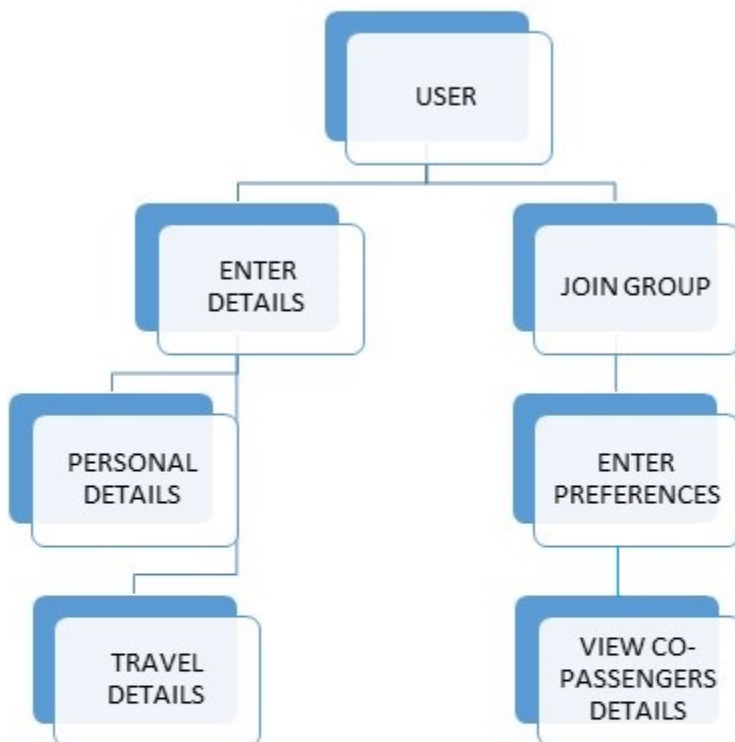 USER
ENTER
DETAILS
JOIN GROUP
PERSONAL
DETAILS
ENTER
PREFERENCES
TRAVEL
DETAILS
VIEW CO-
PASSENGERS
DETAILS